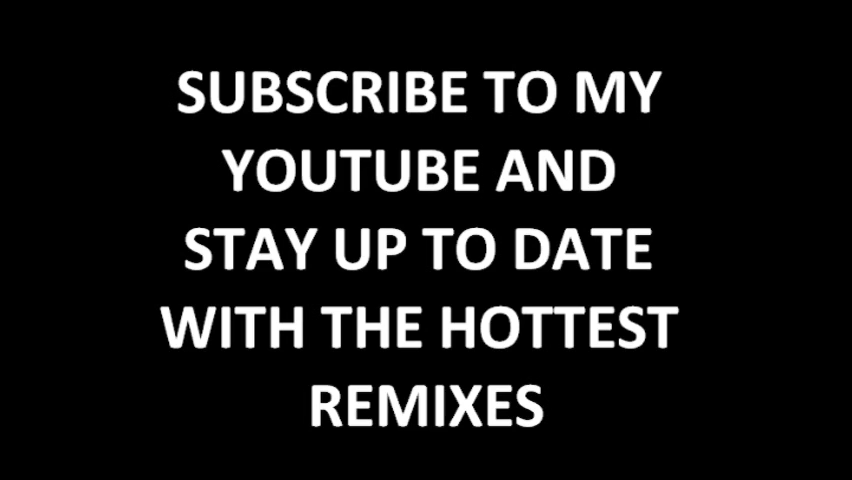 SUBSCRIBE TO MY
YOUTUBE AND
STAY UP TO DATE
WITH THE HOTTEST
REMIXES